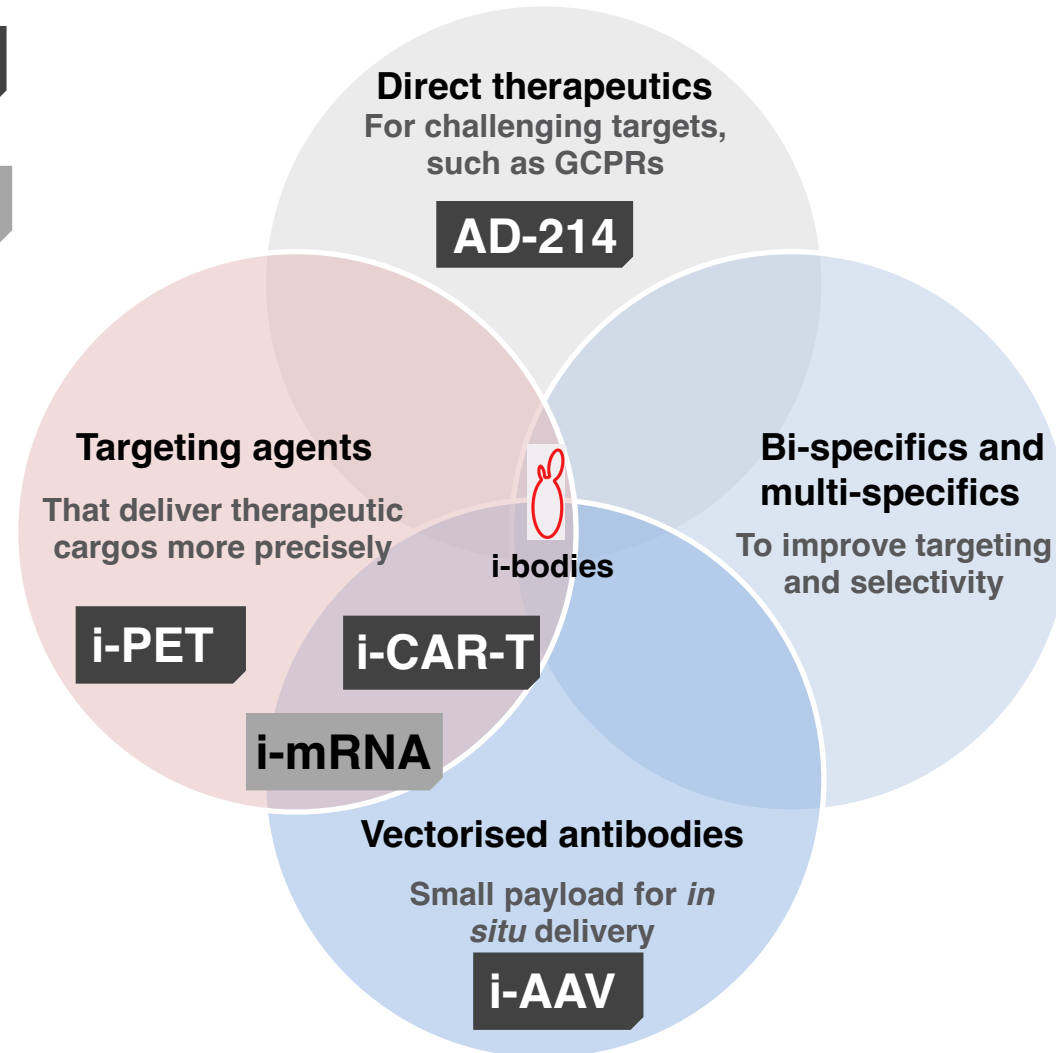 Direct therapeutics
For challenging targets,
such as GCPRs
AD-214
Targeting agents
That deliver therapeutic
cargos more precisely
i-PET
i-CAR-T
i-mRNA
i-bodies
Bi-specifics and
multi-specifics
To improve targeting
and selectivity
Vectorised antibodies
Small payload for in
situ delivery
i-AAV